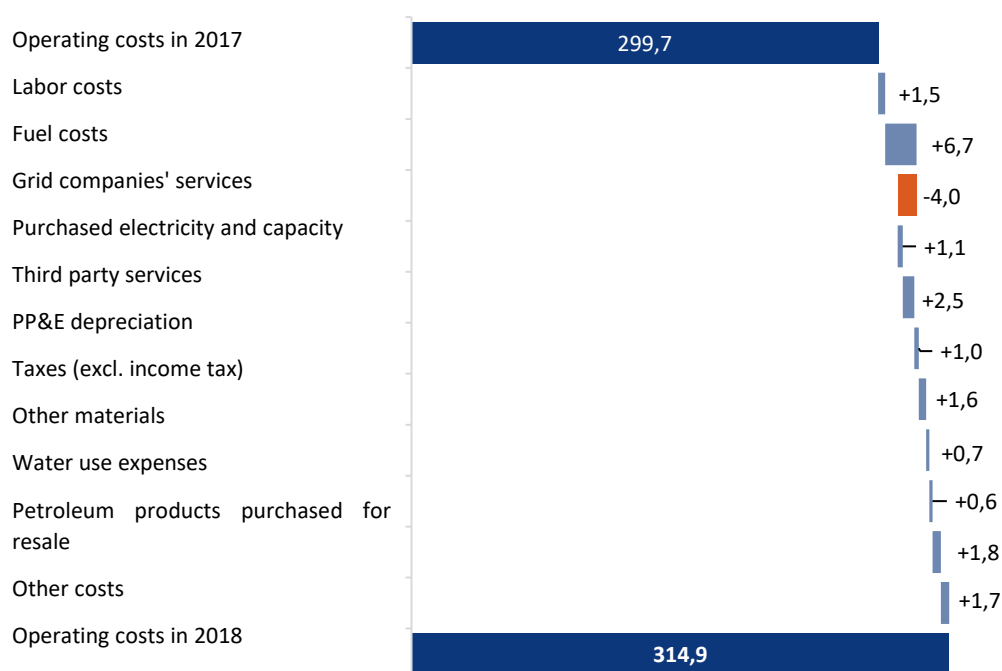 Operating costs in 2017 299,7
Labor costs +1,5
Fuel costs +6,7
Grid companies' services -4,0
Purchased electricity and capacity +1,1
Third party services +2,5
PP&E depreciation +1,0
Taxes (excl. income tax) +1,6
Other materials +0,7
Water use expenses +0,6
Petroleum products purchased for
resale +1,8
Other costs +1,7
Operating costs in 2018 314,9